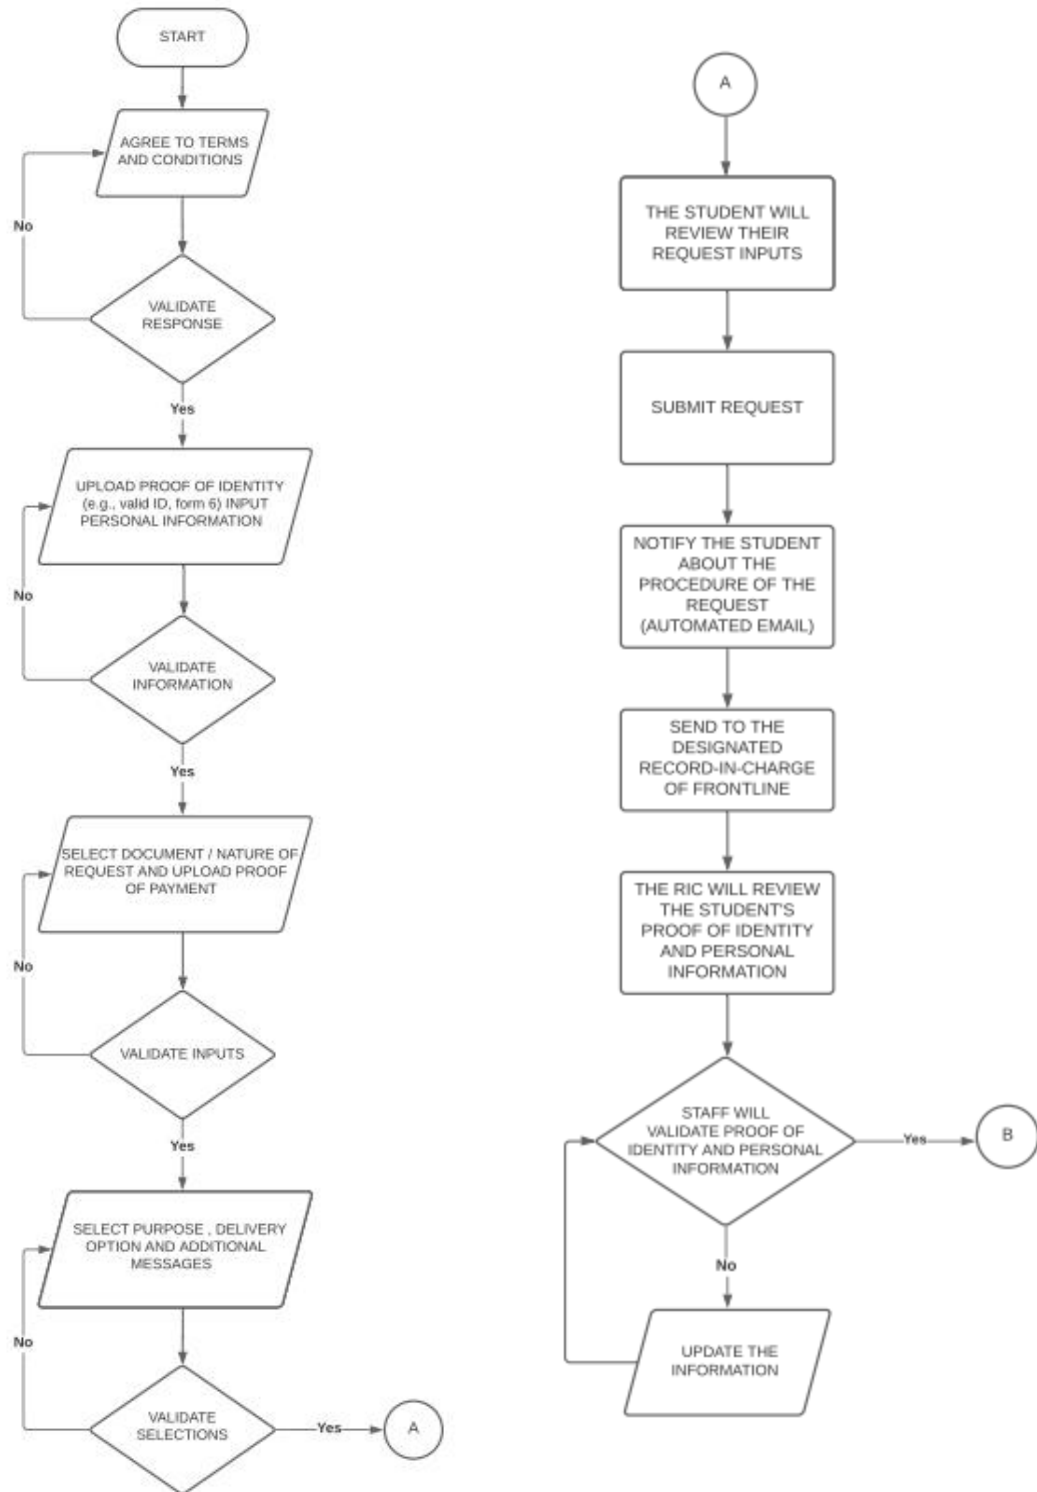 START
AGREE TO TERMS
AND CONDITIONS
No
VALIDATE
RESPONSE
Yes
UPLOAD PROOF OF IDENTITY
(e.g., valid ID, form 6) INPUT
PERSONAL INFORMATION
No
VALIDATE
INFORMATION
Yes
SELECT DOCUMENT / NATURE OF
REQUEST AND UPLOAD PROOF
OF PAYMENT
No
VALIDATE INPUTS
Yes
SELECT PURPOSE , DELIVERY
OPTION AND ADDITIONAL
MESSAGES
No
VALIDATE
SELECTIONS
Yes
A
A
THE STUDENT WILL
REVIEW THEIR
REQUEST INPUTS
SUBMIT REQUEST
NOTIFY THE STUDENT
ABOUT THE
PROCEDURE OF THE
REQUEST
(AUTOMATED EMAIL)
SEND TO THE
DESIGNATED
RECORD-IN-CHARGE
OF FRONTLINE
THE RIC WILL REVIEW
THE STUDENT'S
PROOF OF IDENTITY
AND PERSONAL
INFORMATION
STAFF WILL
VALIDATE PROOF OF
IDENTITY AND PERSONAL
INFORMATION
Yes
B
No
UPDATE THE
INFORMATION